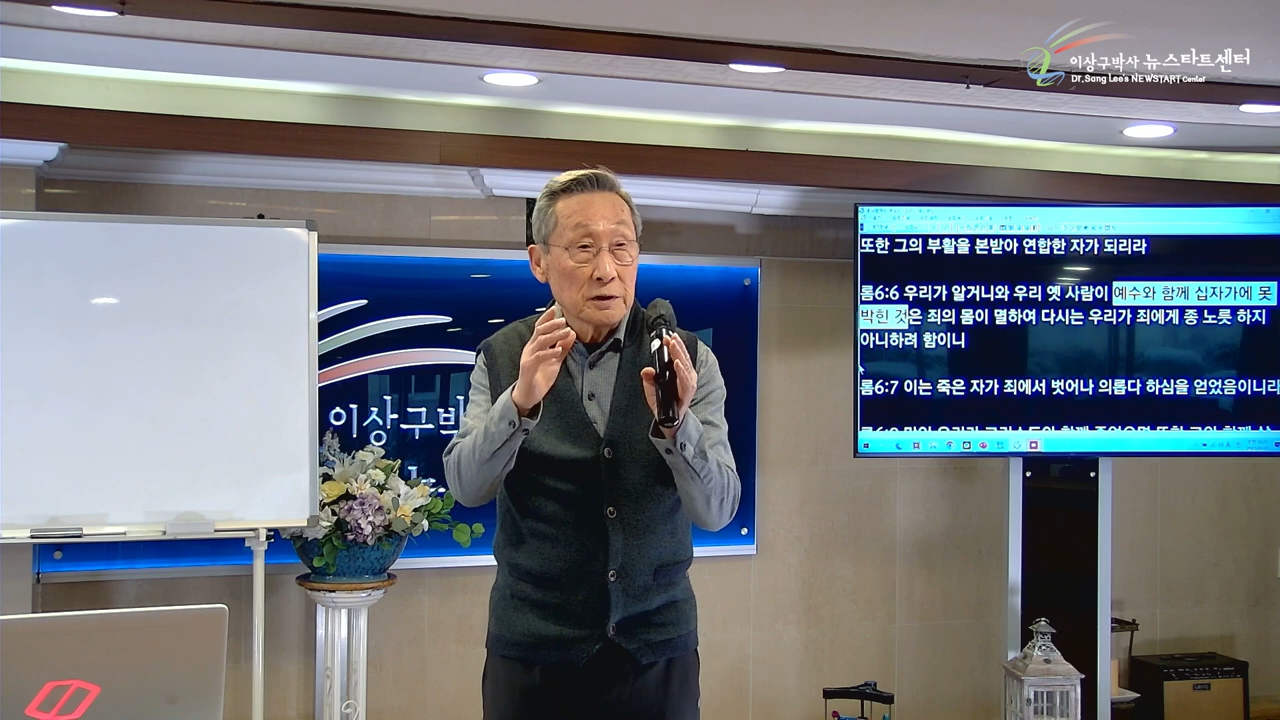 이상구박사 뉴스타트센터
Dr.Sang Lee's NEWSTART Center
또한 그의 부활을 본받아 연합한 자가 되리라
롬6:6 우리가 알거니와 우리 옛 사람이 예수와 함께 십자가에 못
박힌 것은 죄의 몸이 멸하여 다시는 우리가 죄에게 종 노릇 하지
아니하려 함이니
롬6:7 이는 죽은 자가 죄에서 벗어나 의롭다 하심을 얻었음이니라
이상구박